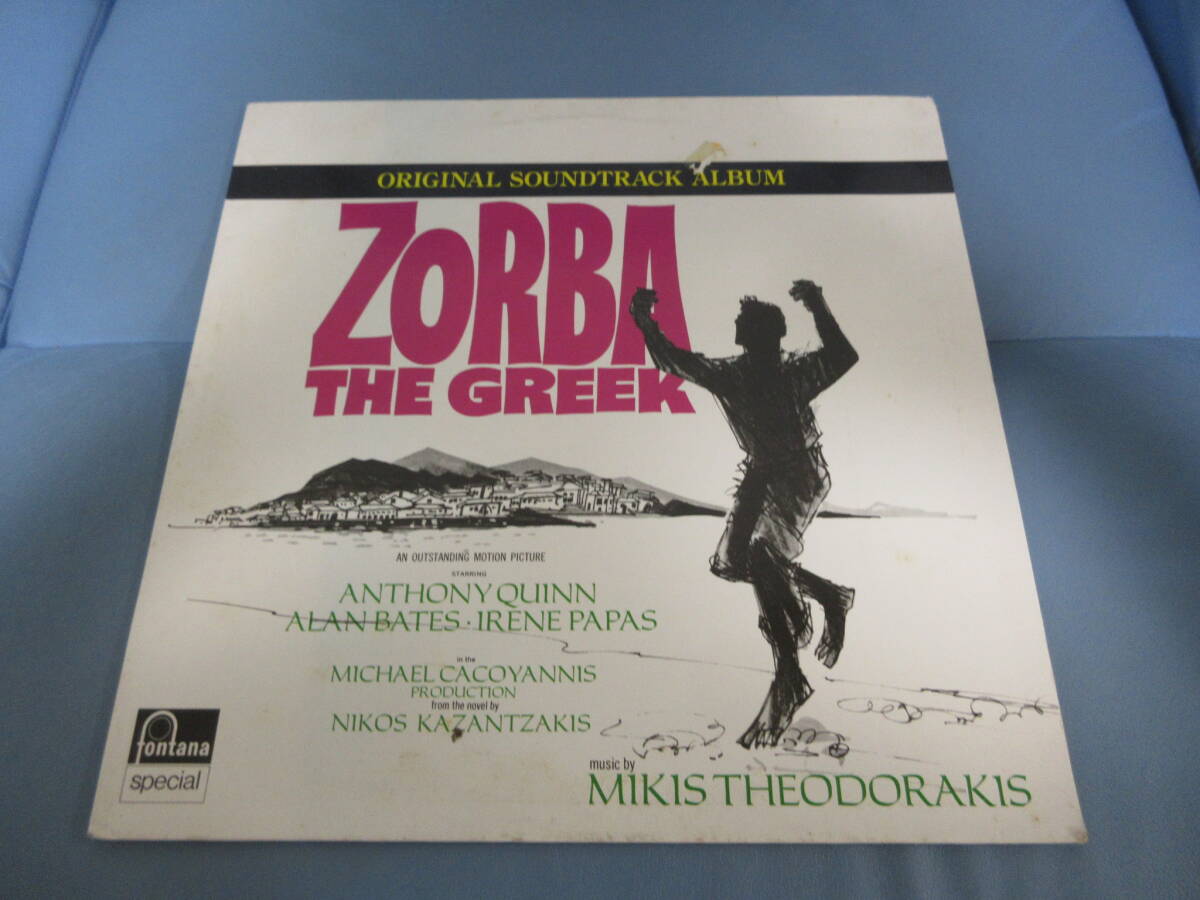 ORIGINAL SOUNDTRACK ALBUM
ZORBA
THE GREEK
AN OUTSTANDING MOTION PICTURE
STARRING
ANTHONY QUINN
ALAN BATES · IRENE PAPAS
in the
MICHAEL CACOYANNIS
PRODUCTION
from the novel by
NIKOS KAZANTZAKIS
fontana
special
music by
MIKIS THEODORAKIS